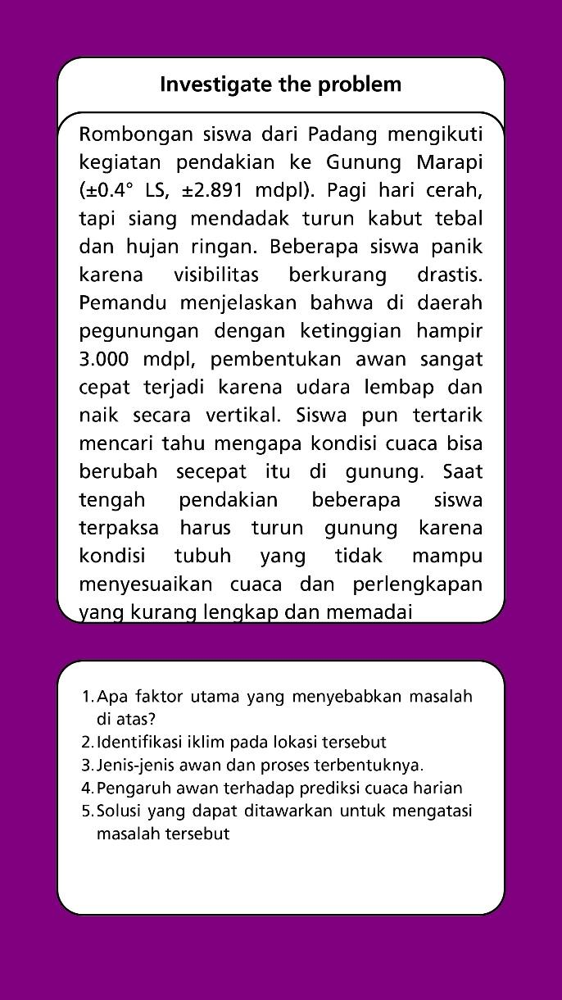 Investigate the problem
Rombongan siswa dari Padang mengikuti
kegiatan pendakian ke Gunung Marapi
(±0.4° LS, ±2.891 mdpl). Pagi hari cerah,
tapi siang mendadak turun kabut tebal
dan hujan ringan. Beberapa siswa panik
karena visibilitas berkurang drastis.
Pemandu menjelaskan bahwa di daerah
pegunungan dengan ketinggian hampir
3.000 mdpl, pembentukan awan sangat
cepat terjadi karena udara lembap dan
naik secara vertikal. Siswa pun tertarik
mencari tahu mengapa kondisi cuaca bisa
berubah secepat itu di gunung. Saat
tengah pendakian beberapa siswa
terpaksa harus turun gunung karena
kondisi tubuh yang tidak mampu
menyesuaikan cuaca dan perlengkapan
yang kurang lengkap dan memadai
1. Apa faktor utama yang menyebabkan masalah
di atas?
2. Identifikasi iklim pada lokasi tersebut
3. Jenis-jenis awan dan proses terbentuknya.
4. Pengaruh awan terhadap prediksi cuaca harian
5. Solusi yang dapat ditawarkan untuk mengatasi
masalah tersebut